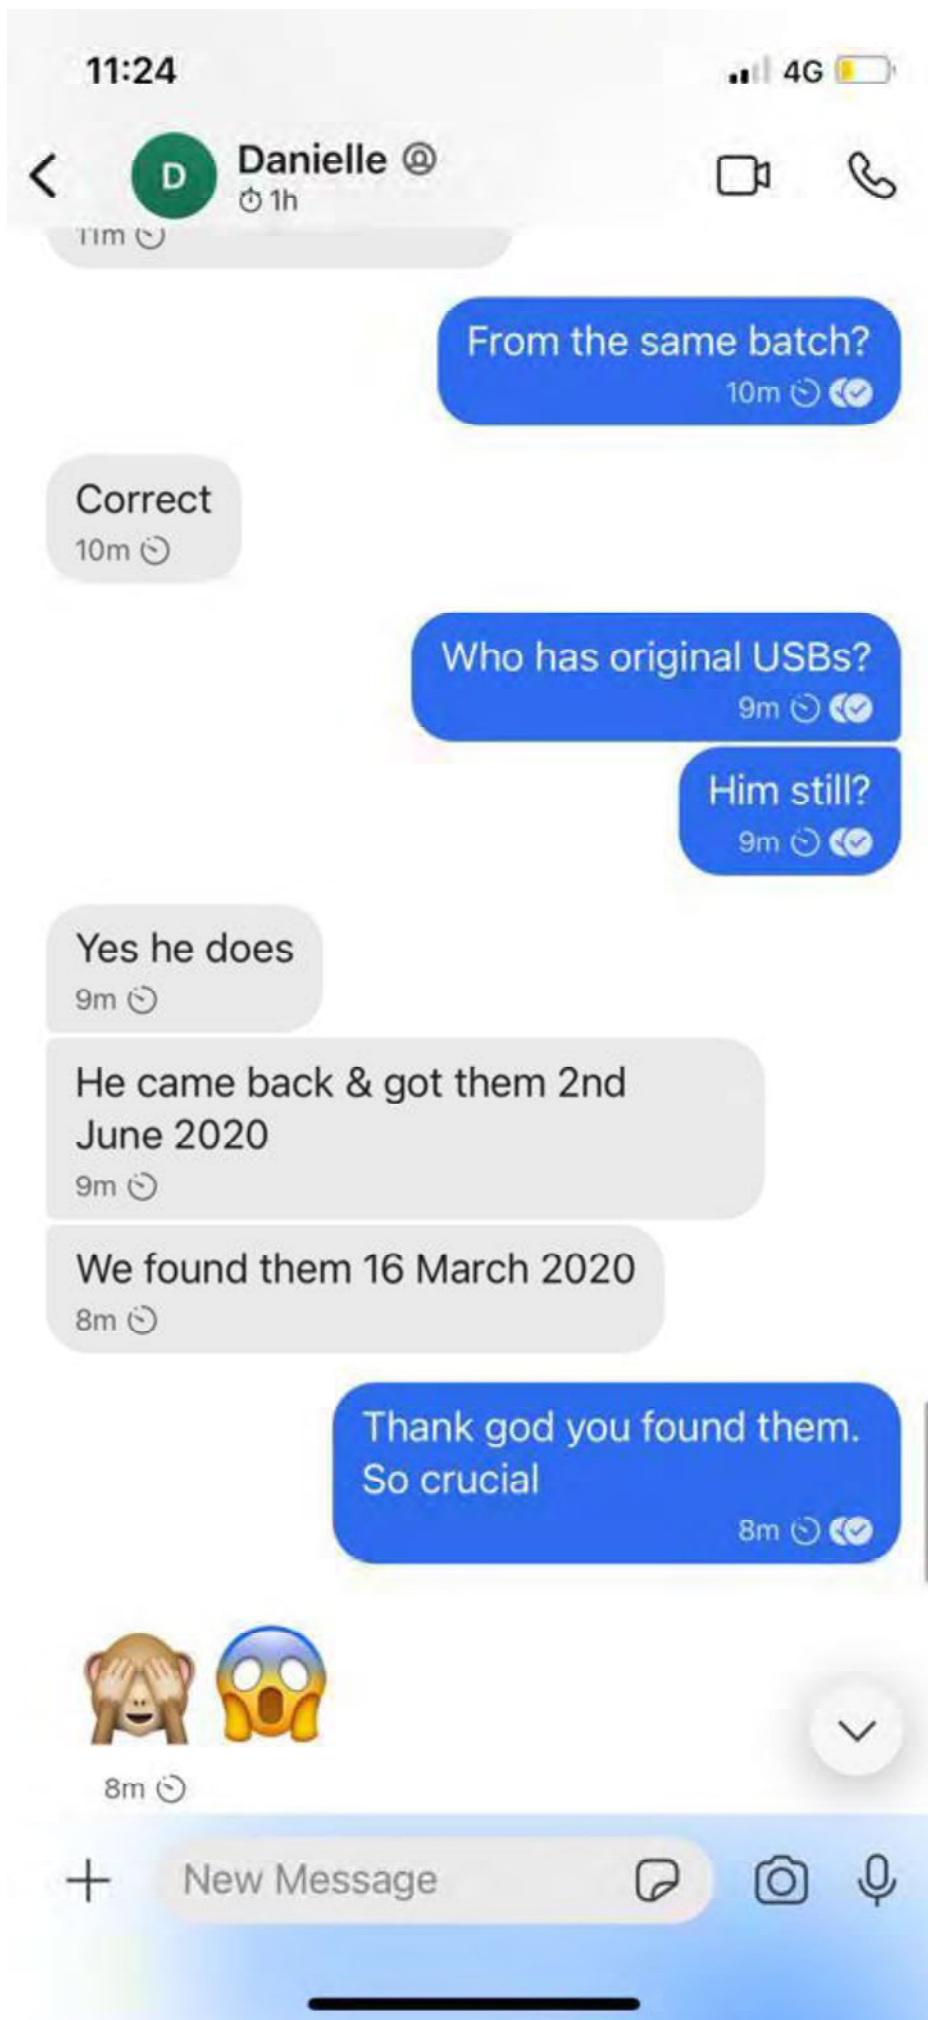 11:24
4G
D
Danielle
1h
11m
From the same batch?
10m
Correct
10m
Who has original USBs?
9m
Him still?
9m
Yes he does
9m
He came back & got them 2nd
June 2020
9m
We found them 16 March 2020
8m
Thank god you found them.
So crucial
8m
🙈😱
8m
New Message